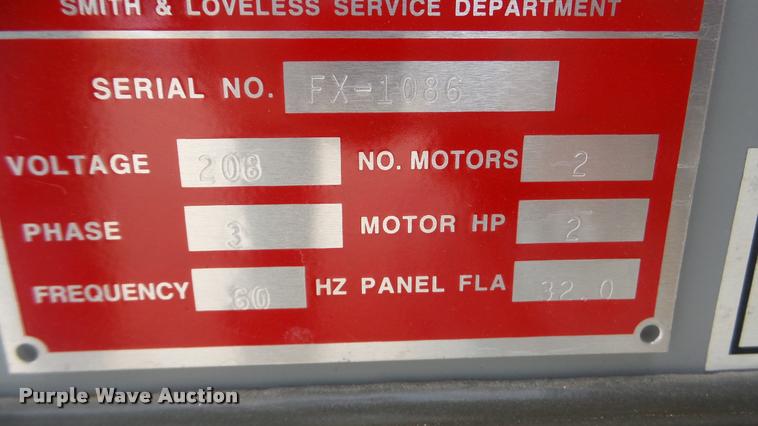 SMITH & LOVELESS SERVICE DEPARTMENT
SERIAL NO. FX-1086
VOLTAGE 208 NO. MOTORS 2
PHASE 3 MOTOR HP 2
FREQUENCY 60 HZ PANEL FLA 32.0
Purple Wave Auction